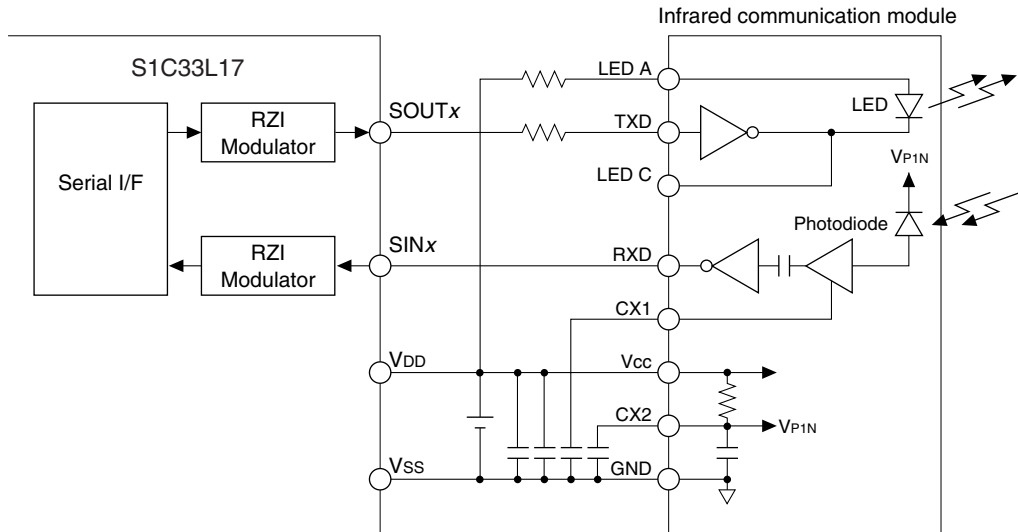 Infrared communication module
S1C33L17
Serial I/F
RZI
Modulator
SOUTx
RZI
Modulator
SINx
VDD
VSS
LED A
TXD
LED C
RXD
CX1
Vcc
CX2
GND
LED
VP1N
Photodiode
VP1N